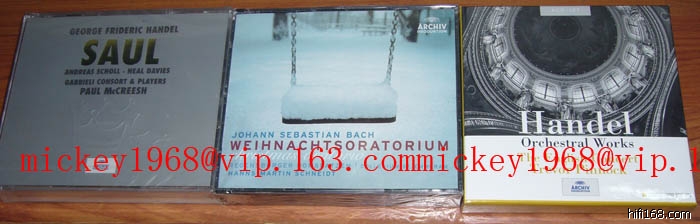 GEORGE FRIDERIC HANDEL
SAUL
ANDREAS SCHOLL · NEAL DAVIES
GABRIELI CONSORT & PLAYERS
PAUL McCREESH
ARCHIV
PRODUKTION
JOHANN SEBASTIAN BACH
WEIHNACHTSORATORIUM
HANNS-MARTIN SCHNEIDT
Handel
Orchestral Works
ARCHIV
mickey1968@vip.163.commickey1968@vip.1
hifi168.com